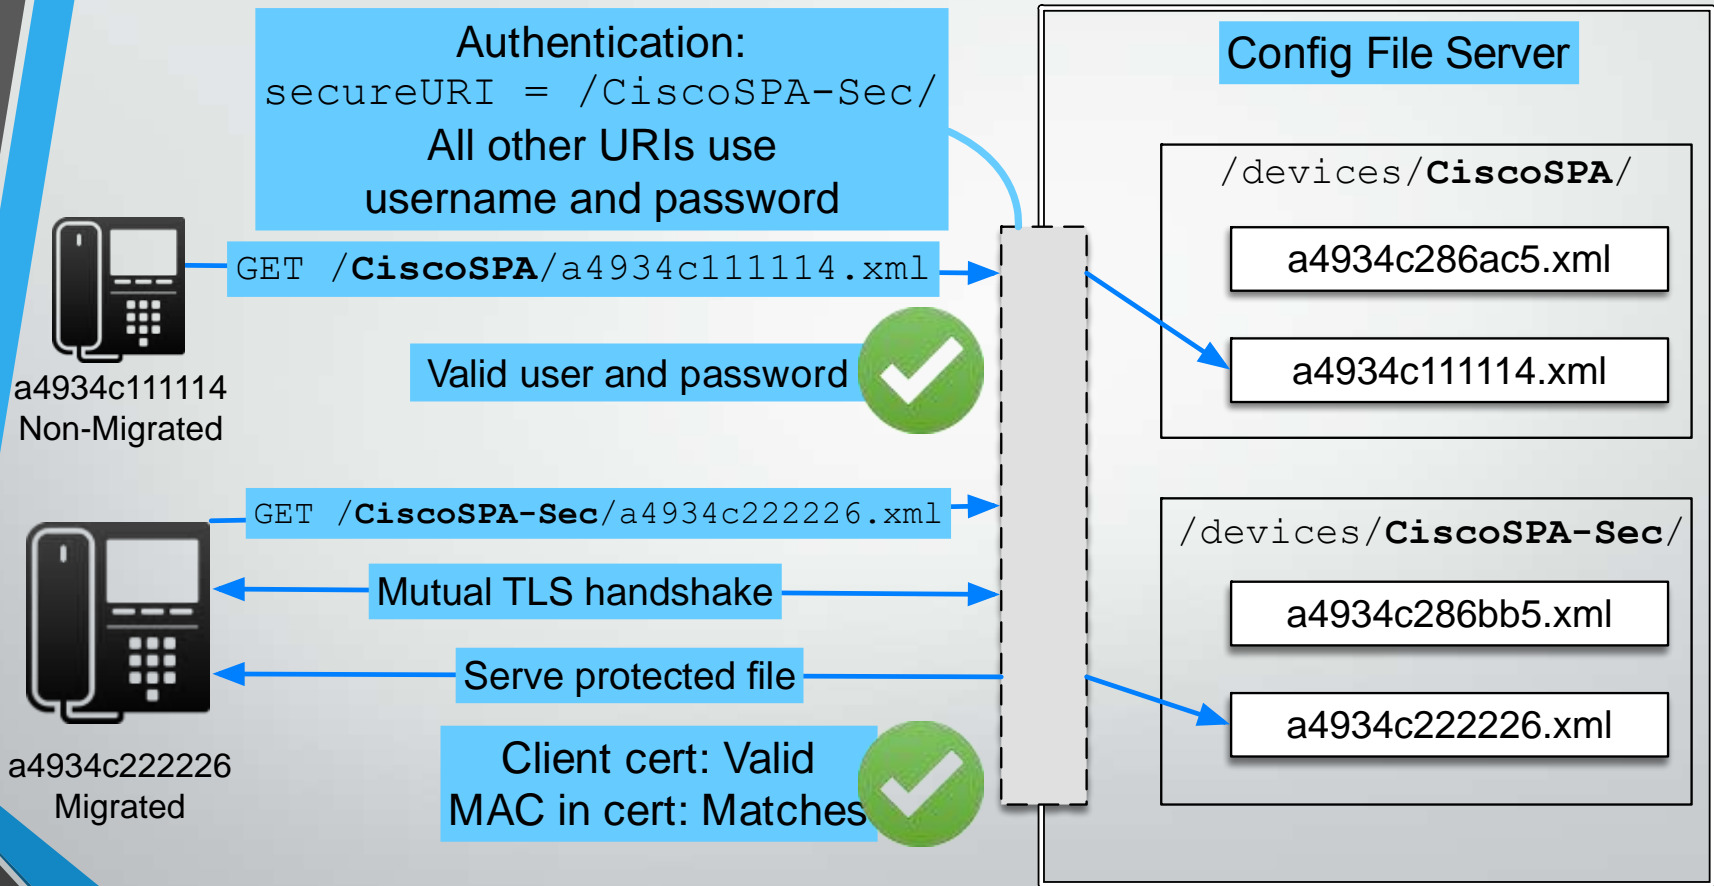 Authentication:
secureURI = /CiscoSPA-Sec/
All other URIs use
username and password
Config File Server
/devices/CiscoSPA/
a4934c286ac5.xml
a4934c111114.xml
GET /CiscoSPA/a4934c111114.xml
Valid user and password
a4934c111114
Non-Migrated
GET /CiscoSPA-Sec/a4934c222226.xml
Mutual TLS handshake
Serve protected file
Client cert: Valid
MAC in cert: Matches
a4934c222226
Migrated
/devices/CiscoSPA-Sec/
a4934c286bb5.xml
a4934c222226.xml